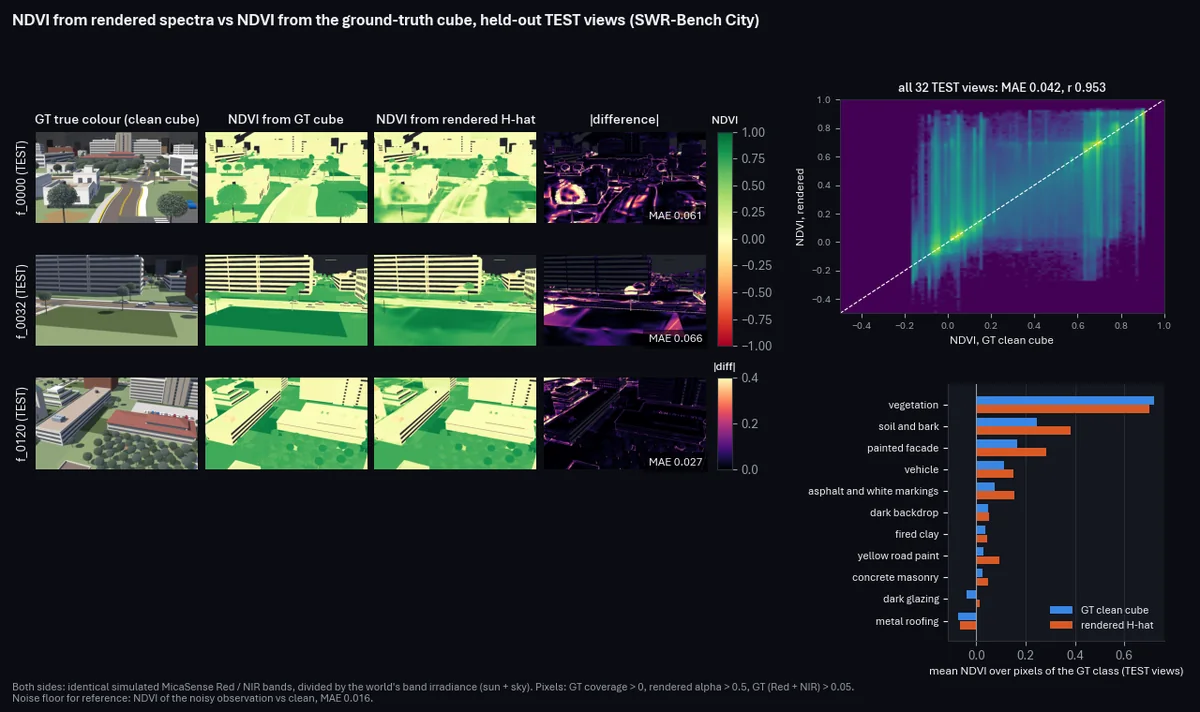 NDVI from rendered spectra vs NDVI from the ground-truth cube, held-out TEST views (SWR-Bench City)
GT true colour (clean cube)
NDVI from GT cube
NDVI from rendered H-hat
|difference|
NDVI
f_0000 (TEST)
MAE 0.061
f_0032 (TEST)
MAE 0.066
f_0120 (TEST)
MAE 0.027
1.00
0.75
0.50
0.25
0.00
−0.25
−0.50
−0.75
−1.00
|diff|
0.4
0.2
0.0
all 32 TEST views: MAE 0.042, r 0.953
NDVI, rendered
1.0
0.8
0.6
0.4
0.2
0.0
−0.2
−0.4
−0.4
−0.2
0.0
0.2
0.4
0.6
0.8
1.0
NDVI, GT clean cube
vegetation
soil and bark
painted facade
vehicle
asphalt and white markings
dark backdrop
fired clay
yellow road paint
concrete masonry
dark glazing
metal roofing
GT clean cube
rendered H-hat
0.0
0.2
0.4
0.6
mean NDVI over pixels of the GT class (TEST views)
Both sides: identical simulated MicaSense Red / NIR bands, divided by the world's band irradiance (sun + sky). Pixels: GT coverage > 0, rendered alpha > 0.5, GT (Red + NIR) > 0.05.
Noise floor for reference: NDVI of the noisy observation vs clean, MAE 0.016.